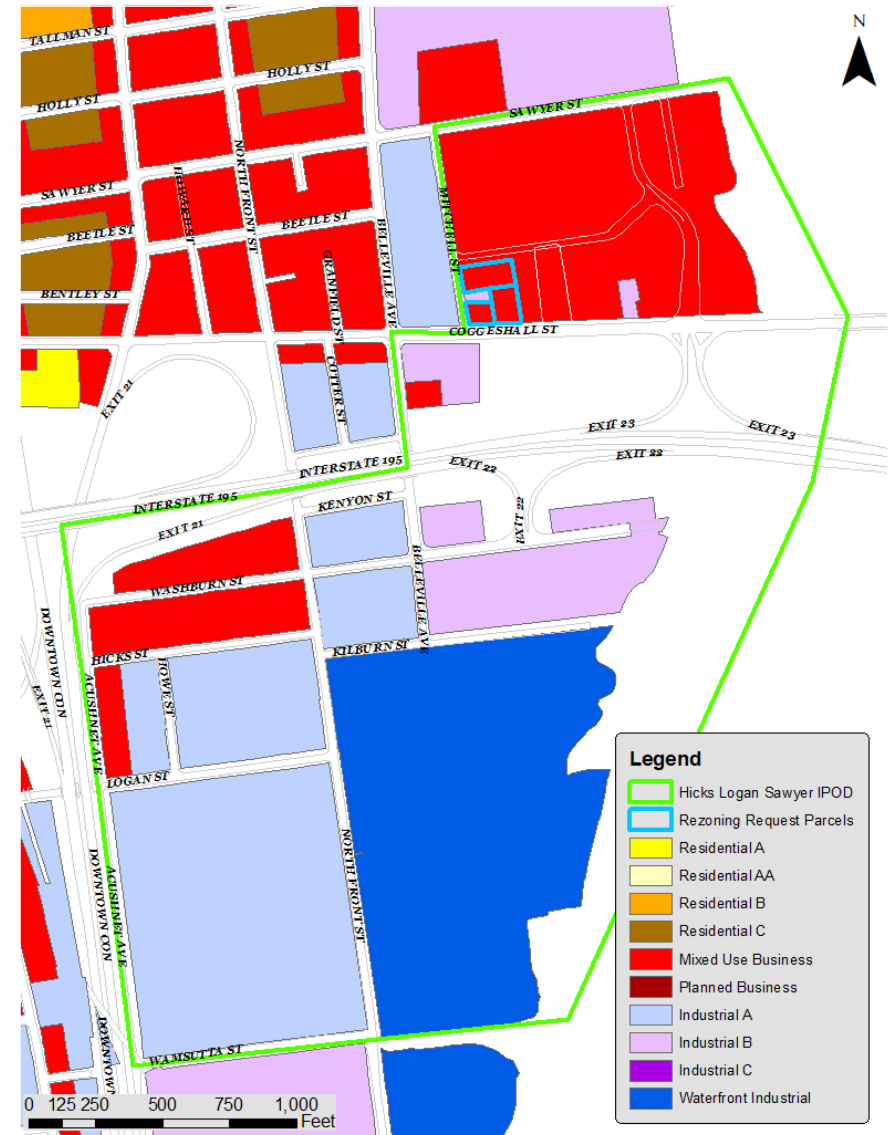 N
TALLMAN ST
HOLLY ST
HOLLY ST
SAWYER ST
NORTH FRONT ST
HOWARD ST
SAWYER ST
BEETLE ST
BEETLE ST
MITCHELL ST
BELLEVILLE AVE
GRANFIELD ST
BENTLEY ST
COGGESHALL ST
CUTTER ST
EXIT 21
EXIT 23
EXIT 23
EXIT 22
EXIT 22
INTERSTATE 195
INTERSTATE 195
KENYON ST
EXIT 21
EXIT 22
WASHBURN ST
BELLEVILLE AVE
DOWNTOWN CON
HICKS ST
KILBURN ST
HOWE ST
EXIT 21
ACUSHNET AVE
LOGAN ST
NORTH FRONT ST
DOWNTOWN CON
ACUSHNET AVE
DOWNTOWN
WAMSUTTA ST
Legend
Hicks Logan Sawyer IPOD
Rezoning Request Parcels
Residential A
Residential AA
Residential B
Residential C
Mixed Use Business
Planned Business
Industrial A
Industrial B
Industrial C
Waterfront Industrial
0 125 250 500 750 1,000
Feet